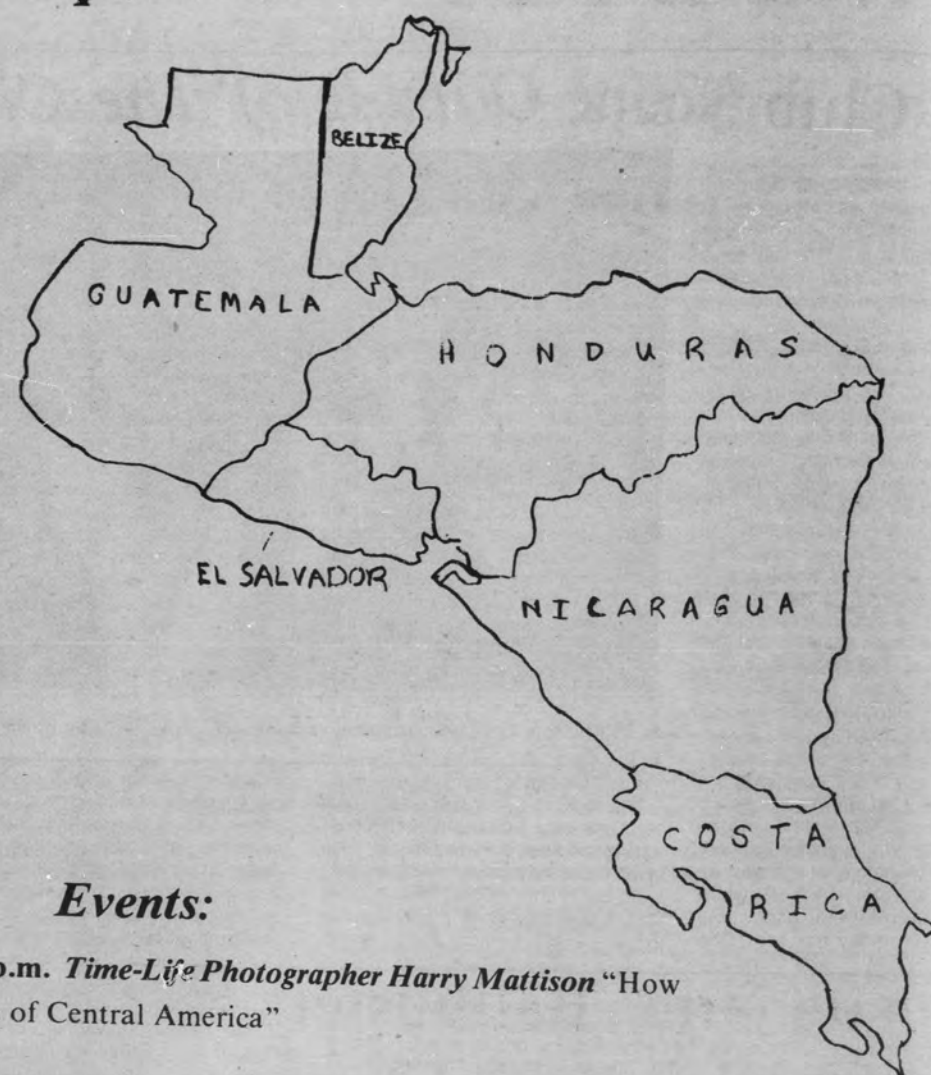 BELIZE
GUATEMALA
HONDURAS
EL SALVADOR
NICARAGUA
COSTA
RICA
Events:
p.m. Time-Life Photographer Harry Mattison “How
of Central America”